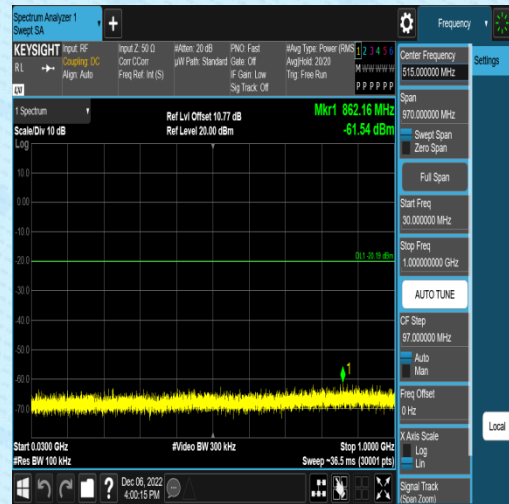 Spectrum Analyzer 1
Swept SA
+
Frequency
KEYSIGHT
RL
LXI
Input: RF
Coupling: DC
Align: Auto
Input Z: 50 Ω
Corr CCorr
Freq Ref: Int (S)
#Atten: 20 dB
µW Path: Standard
PNO: Fast
Gate: Off
IF Gain: Low
Sig Track: Off
#Avg Type: Power (RMS
Avg|Hold: 20/20
Trig: Free Run
1 2 3 4 5 6
M W W W W W
P P P P P P
1 Spectrum
Scale/Div 10 dB
Ref Lvl Offset 10.77 dB
Ref Level 20.00 dBm
Mkr1 862.16 MHz
-61.54 dBm
Log
10.0
0.00
-10.0
-20.0
DL1 -20.19 dBm
-30.0
-40.0
-50.0
-60.0
-70.0
1
Start 0.0300 GHz
#Res BW 100 kHz
#Video BW 300 kHz
Stop 1.0000 GHz
Sweep ~36.5 ms (30001 pts)
?
Dec 06, 2022
4:00:15 PM
Center Frequency
515.000000 MHz
Span
970.000000 MHz
Swept Span
Zero Span
Full Span
Start Freq
30.000000 MHz
Stop Freq
1.000000000 GHz
AUTO TUNE
CF Step
97.000000 MHz
Auto
Man
Freq Offset
0 Hz
X Axis Scale
Log
Lin
Signal Track
(Span Zoom)
Settings
Local